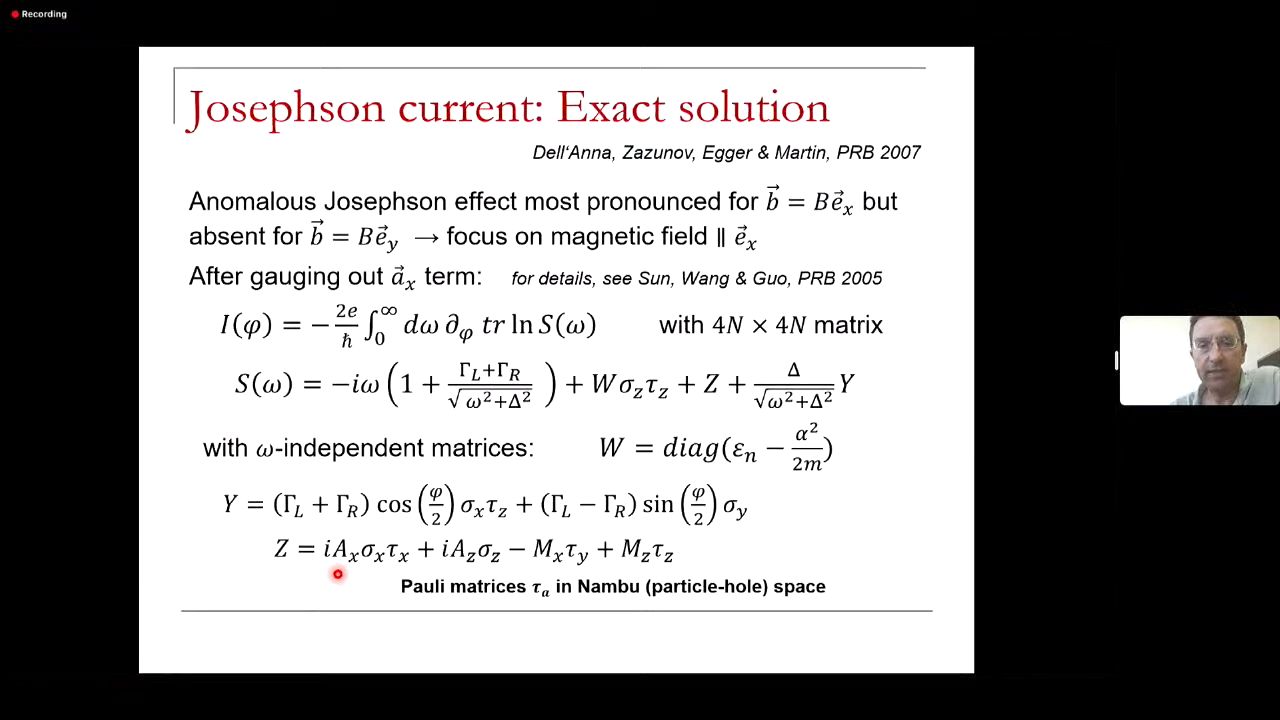 Recording
Josephson current: Exact solution
Dell'Anna, Zazunov, Egger & Martin, PRB 2007
Anomalous Josephson effect most pronounced for b⃗ = Be⃗ₓ but
absent for b⃗ = Be⃗ᵧ → focus on magnetic field ∥ e⃗ₓ
After gauging out a⃗ₓ term: for details, see Sun, Wang & Guo, PRB 2005
I(φ) = −2e/ħ ∫₀^∞ dω ∂_φ tr ln S(ω) with 4N × 4N matrix
S(ω) = −iω (1 + (Γ_L+Γ_R)/√(ω²+Δ²)) + Wσ_zτ_z + Z + Δ/√(ω²+Δ²) Y
with ω-independent matrices: W = diag(ε_n − α²/2m)
Y = (Γ_L + Γ_R) cos(φ/2) σ_xτ_z + (Γ_L − Γ_R) sin(φ/2) σ_y
Z = iA_xσ_xτ_x + iA_zσ_z − M_xτ_y + M_zτ_z
Pauli matrices τ_a in Nambu (particle-hole) space